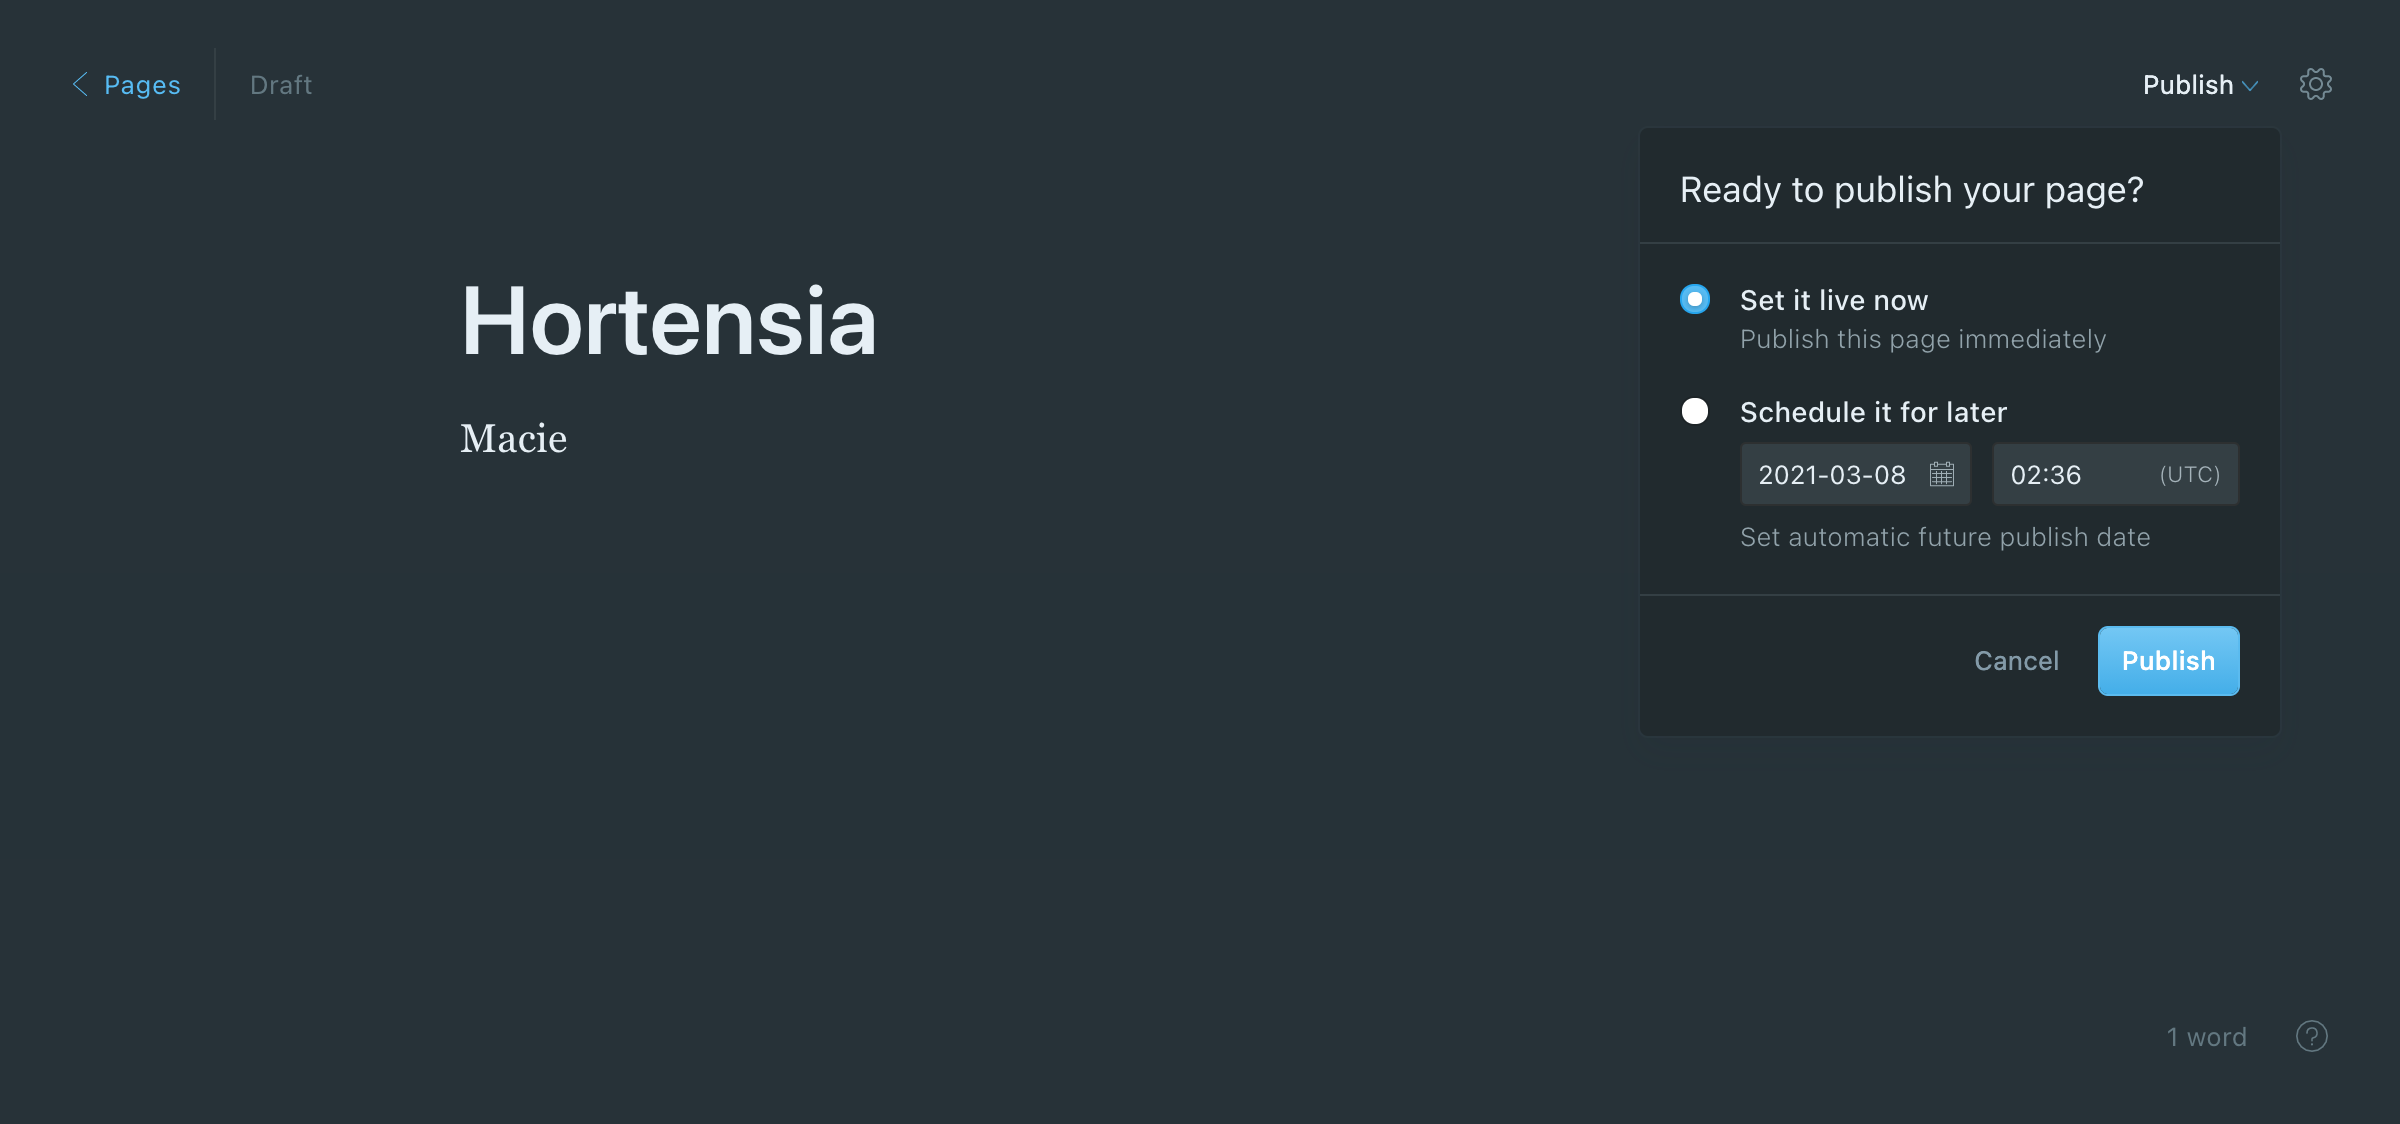 Pages
Draft
Publish
Ready to publish your page?
Hortensia
Macie
Set it live now
Publish this page immediately
Schedule it for later
2021-03-08
02:36 (UTC)
Set automatic future publish date
Cancel
Publish
1 word
?